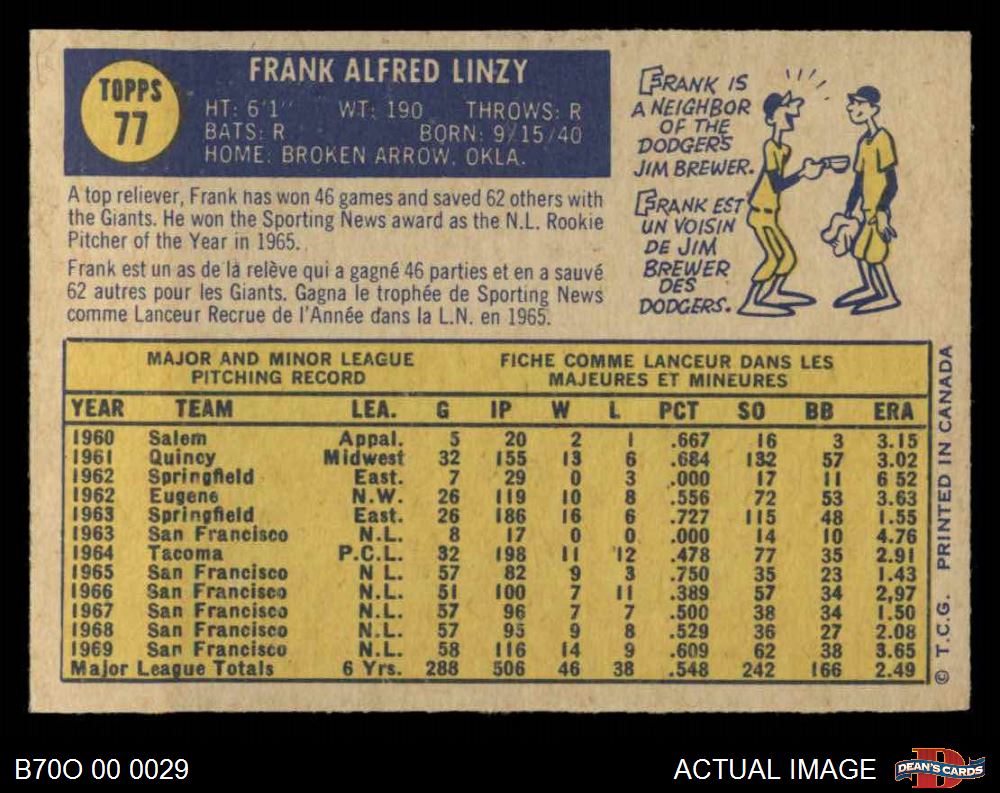 TOPPS
77
FRANK ALFRED LINZY
HT: 6'1" WT: 190 THROWS: R
BATS: R BORN: 9/15/40
HOME: BROKEN ARROW, OKLA.
A top reliever, Frank has won 46 games and saved 62 others with
the Giants. He won the Sporting News award as the N.L. Rookie
Pitcher of the Year in 1965.
Frank est un as de la relève qui a gagné 46 parties et en a sauvé
62 autres pour les Giants. Gagna le trophée de Sporting News
comme Lanceur Recrue de l'Année dans la L.N. en 1965.
FRANK IS
A NEIGHBOR
OF THE
DODGERS
JIM BREWER.
FRANK EST
UN VOISIN
DE JIM
BREWER
DES
DODGERS.
MAJOR AND MINOR LEAGUE
PITCHING RECORD
FICHE COMME LANCEUR DANS LES
MAJEURES ET MINEURES
YEAR TEAM LEA. G IP W L PCT SO BB ERA
1960 Salem Appal. 5 20 2 1 .667 16 3 3.15
1961 Quincy Midwest 32 155 13 6 .684 132 57 3.02
1962 Springfield East. 7 29 0 3 .000 17 11 6 52
1962 Eugene N.W. 26 119 10 8 .556 72 53 3.63
1963 Springfield East. 26 186 16 6 .727 115 48 1.55
1963 San Francisco N.L. 8 17 0 0 .000 14 10 4.76
1964 Tacoma P.C.L. 32 198 11 12 .478 77 35 2.91
1965 San Francisco N L. 57 82 9 3 .750 35 23 1.43
1966 San Francisco N.L. 51 100 7 11 .389 57 34 2,97
1967 San Francisco N.L. 57 96 7 7 .500 38 34 1.50
1968 San Francisco N.L. 57 95 9 8 .529 36 27 2.08
1969 San Francisco N.L. 58 116 14 9 .609 62 38 3.65
Major League Totals 6 Yrs. 288 506 46 38 .548 242 166 2.49
© T.C.G. PRINTED IN CANADA
B70O 00 0029
ACTUAL IMAGE
DEAN'S CARDS